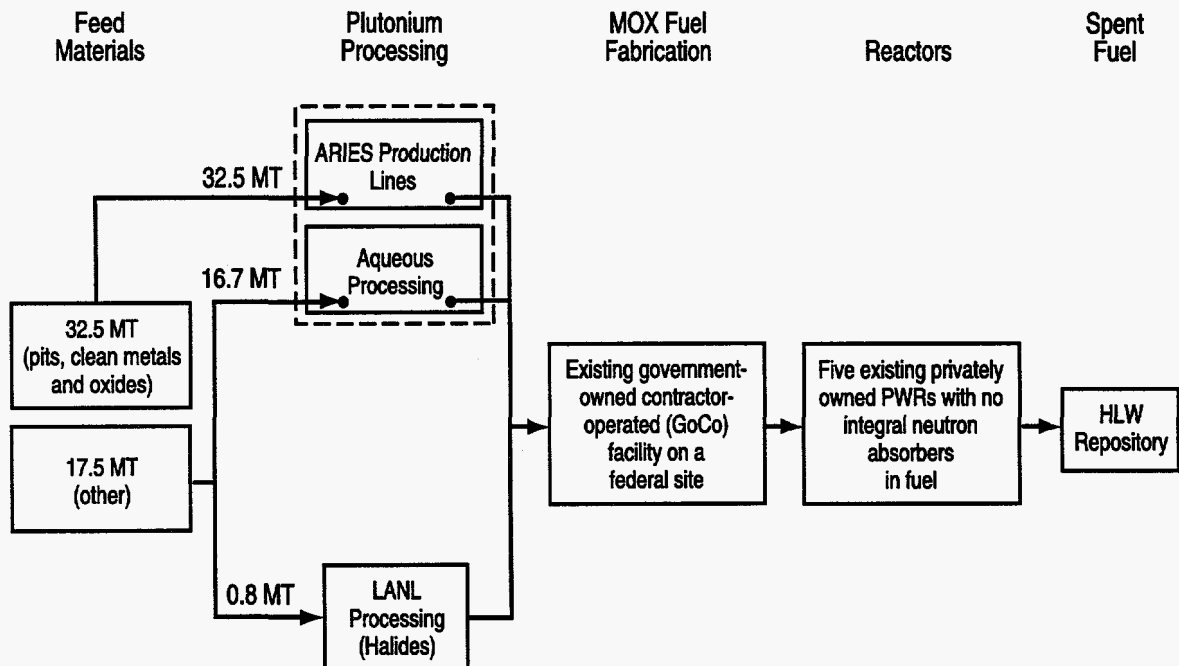 Feed
Materials
Plutonium
Processing
MOX Fuel
Fabrication
Reactors
Spent
Fuel
ARIES Production
Lines
32.5 MT
Aqueous
Processing
16.7 MT
32.5 MT
(pits, clean metals
and oxides)
17.5 MT
(other)
0.8 MT
LANL
Processing
(Halides)
Existing government-
owned contractor-
operated (GoCo)
facility on a
federal site
Five existing privately
owned PWRs with no
integral neutron
absorbers
in fuel
HLW
Repository